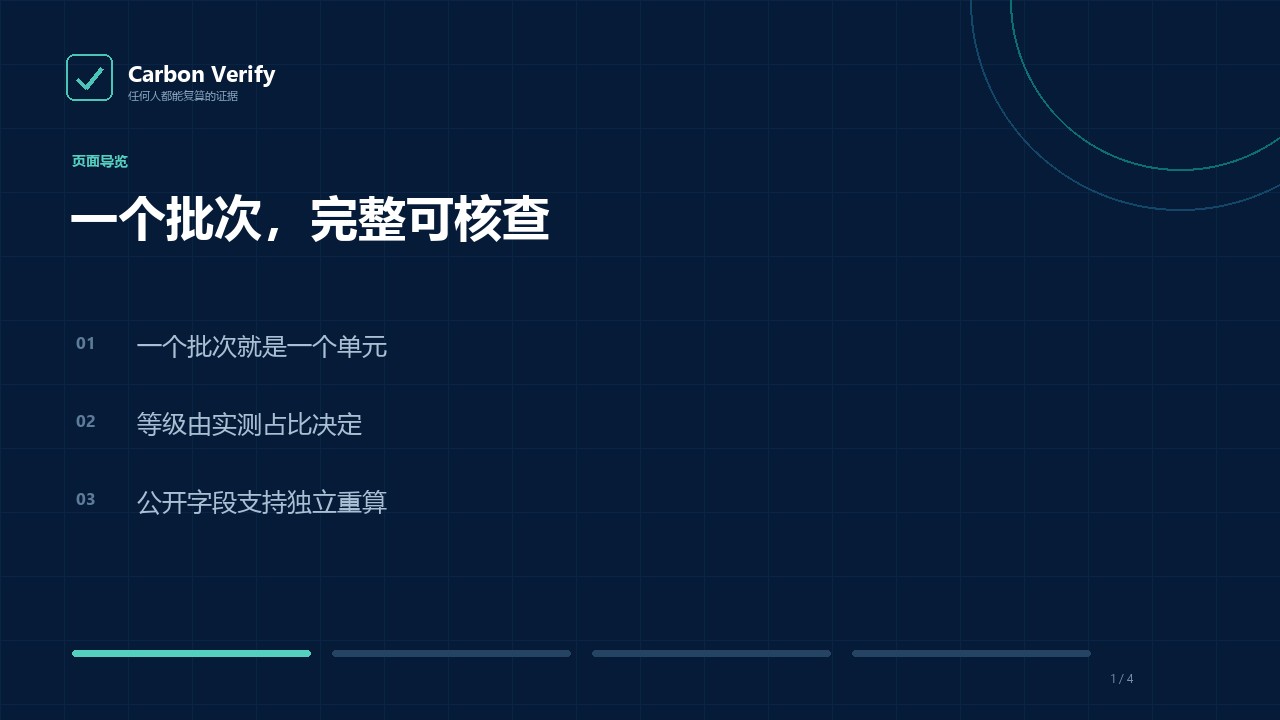 Carbon Verify
任何人都能复算的证据
页面导览
一个批次，完整可核查
01 一个批次就是一个单元
02 等级由实测占比决定
03 公开字段支持独立重算
1 / 4